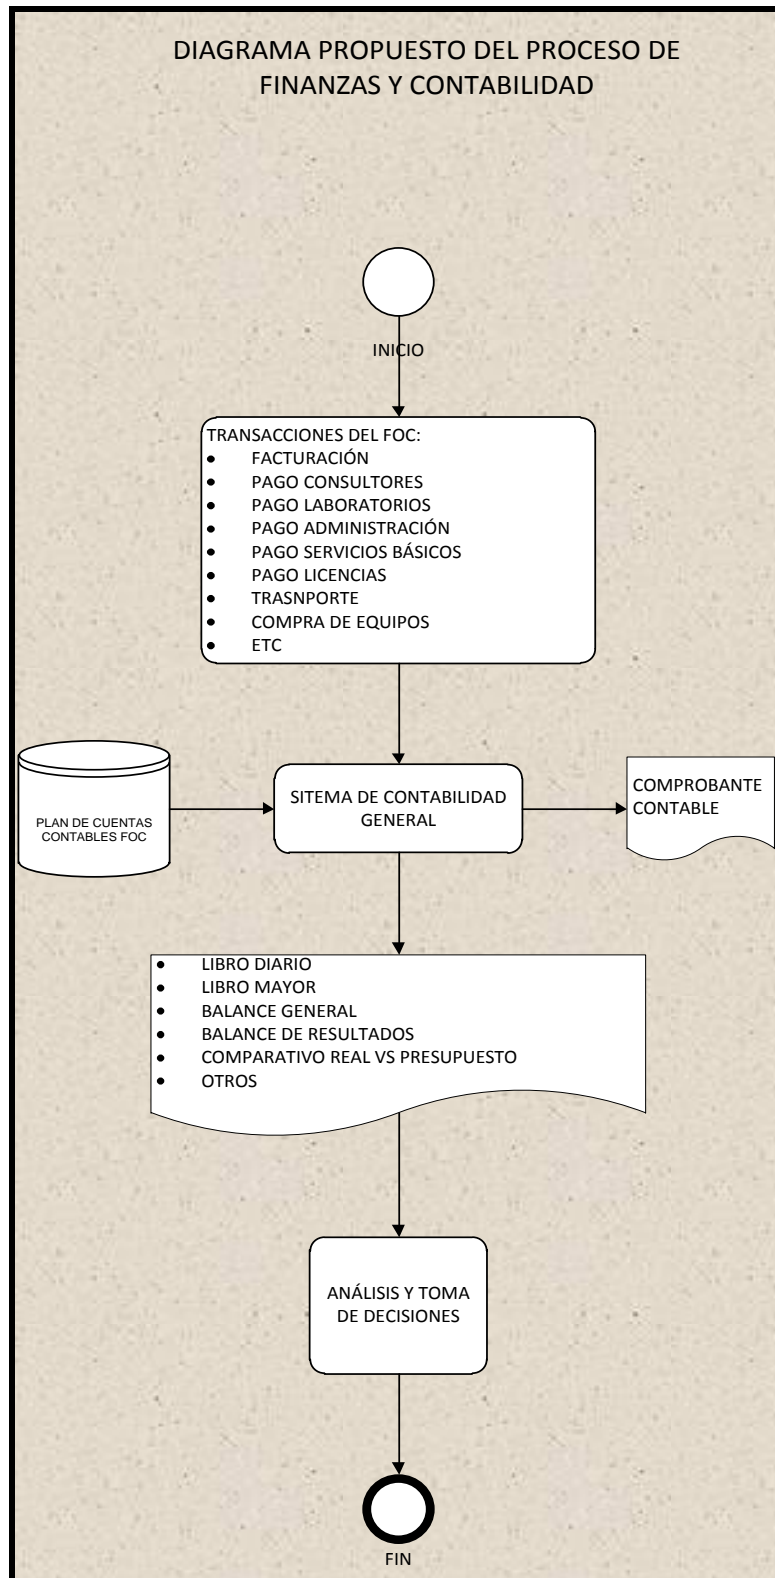 DIAGRAMA PROPUESTO DEL PROCESO DE
FINANZAS Y CONTABILIDAD
INICIO
TRANSACCIONES DEL FOC:
• FACTURACIÓN
• PAGO CONSULTORES
• PAGO LABORATORIOS
• PAGO ADMINISTRACIÓN
• PAGO SERVICIOS BÁSICOS
• PAGO LICENCIAS
• TRASNPORTE
• COMPRA DE EQUIPOS
• ETC
PLAN DE CUENTAS
CONTABLES FOC
SITEMA DE CONTABILIDAD
GENERAL
COMPROBANTE
CONTABLE
• LIBRO DIARIO
• LIBRO MAYOR
• BALANCE GENERAL
• BALANCE DE RESULTADOS
• COMPARATIVO REAL VS PRESUPUESTO
• OTROS
ANÁLISIS Y TOMA
DE DECISIONES
FIN